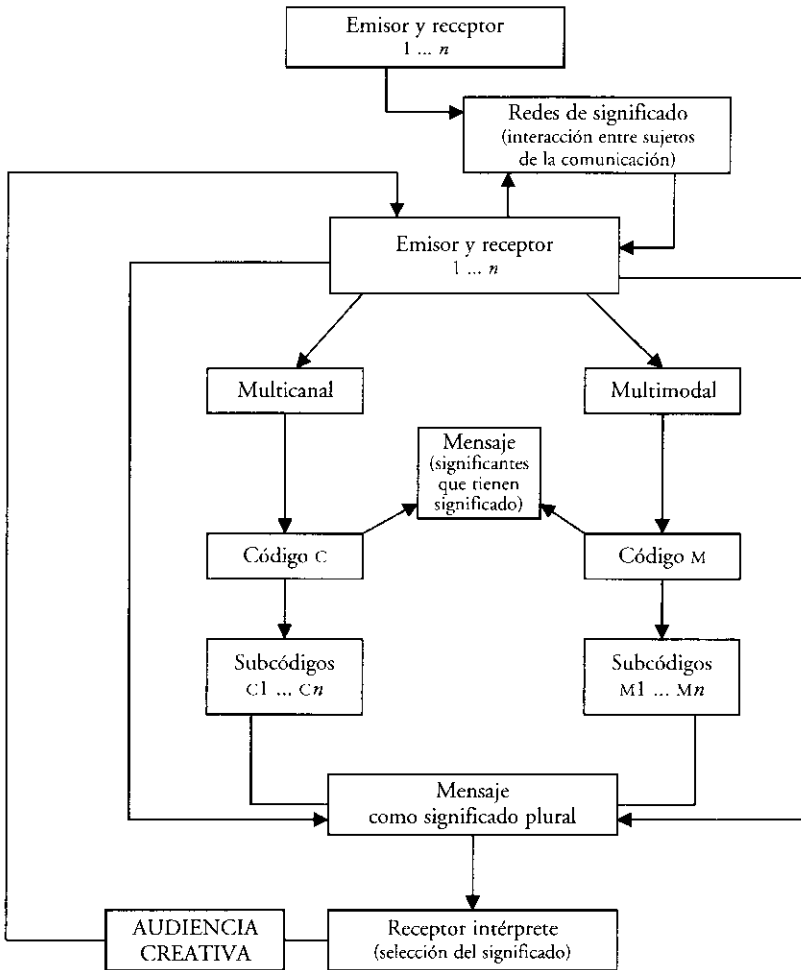 Emisor y receptor
1 ... n
Redes de significado
(interacción entre sujetos
de la comunicación)
Emisor y receptor
1 ... n
Multicanal
Multimodal
Mensaje
(significantes
que tienen
significado)
Código C
Código M
Subcódigos
C1 ... Cn
Subcódigos
M1 ... Mn
Mensaje
como significado plural
AUDIENCIA
CREATIVA
Receptor intérprete
(selección del significado)